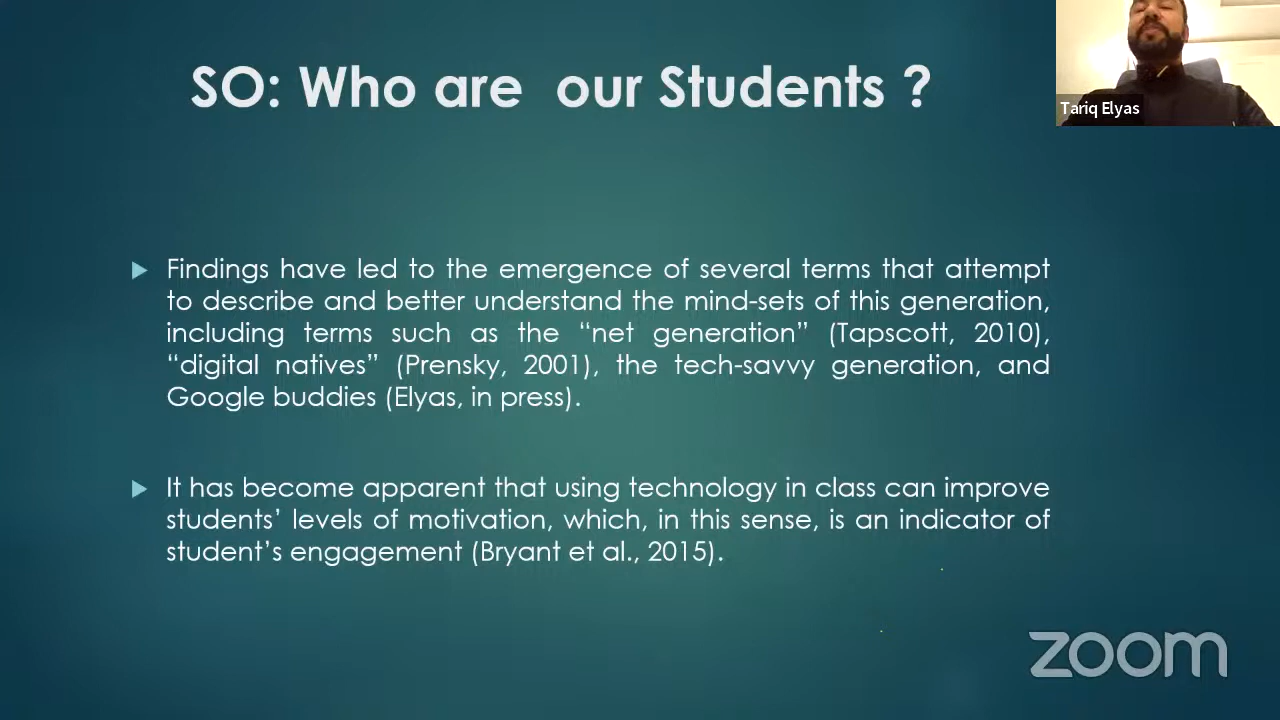 SO: Who are  our Students ?
Tariq Elyas
Findings have led to the emergence of several terms that attempt
to describe and better understand the mind-sets of this generation,
including terms such as the “net generation” (Tapscott, 2010),
“digital natives” (Prensky, 2001), the tech-savvy generation, and
Google buddies (Elyas, in press).
It has become apparent that using technology in class can improve
students’ levels of motivation, which, in this sense, is an indicator of
student’s engagement (Bryant et al., 2015).
zoom